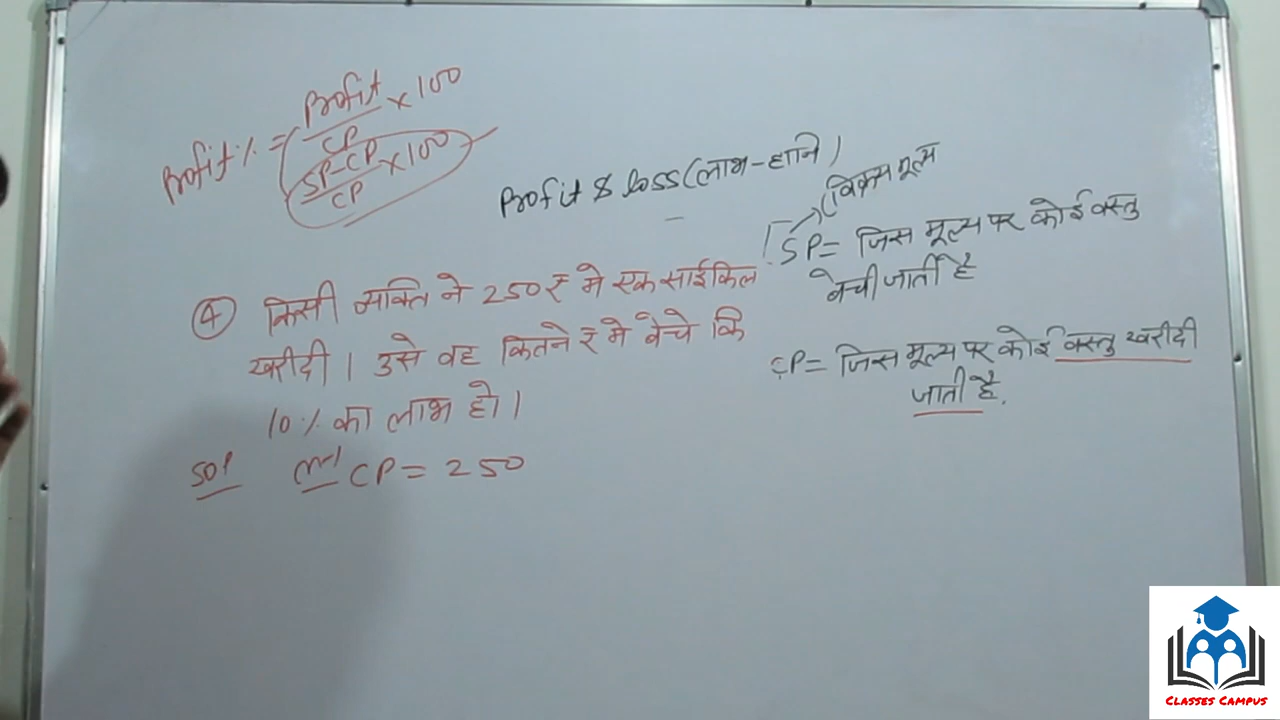 Profit% = Profit/CP × 100
SP-CP/CP × 100
Profit & loss (लाभ-हानि)
(विक्रय मूल्य
SP = जिस मूल्य पर कोई वस्तु
बेची जाती है
CP = जिस मूल्य पर कोई वस्तु खरीदी
जाती है.
④ किसी व्यक्ति ने 250₹ मे एक साईकिल
खरीदी। उसे वह कितने ₹ मे बेचे कि
10% का लाभ हो।
Sol CP = 250
CLASSES CAMPUS